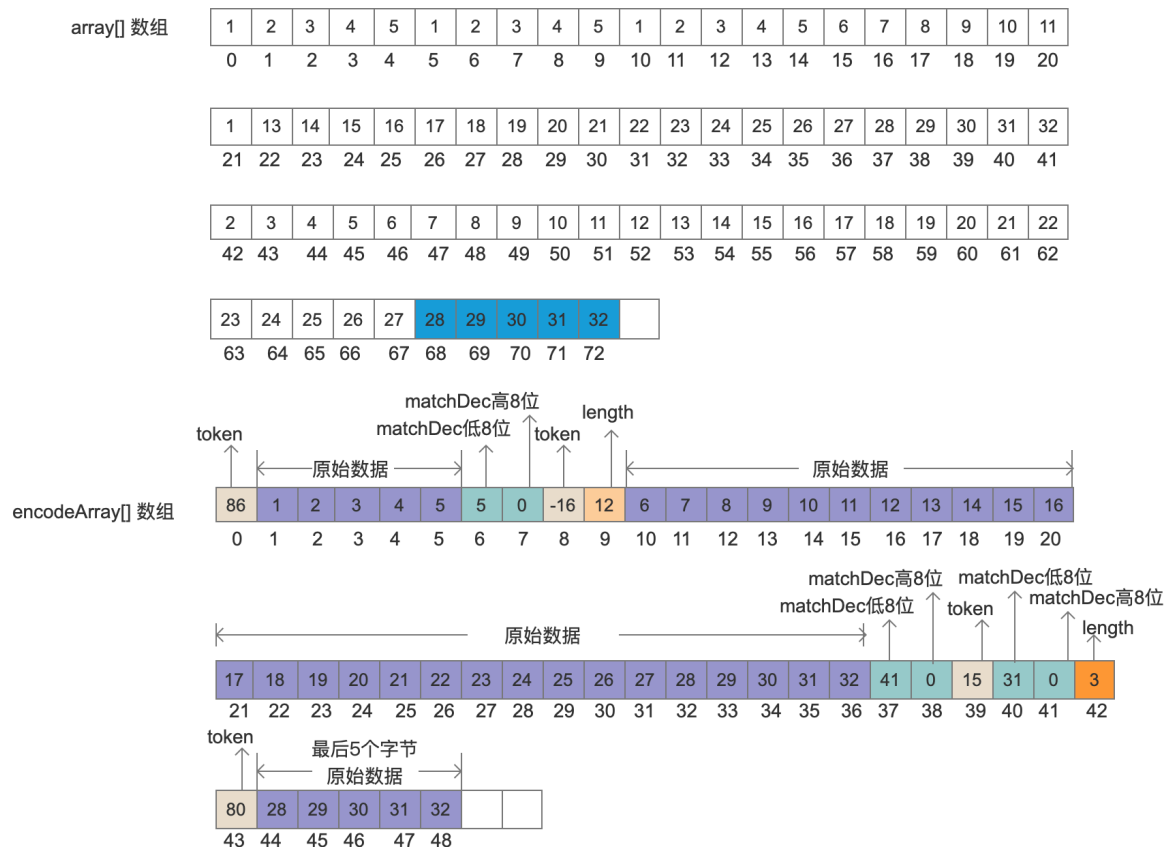 array[] 数组 1 2 3 4 5 1 2 3 4 5 1 2 3 4 5 6 7 8 9 10 11
0 1 2 3 4 5 6 7 8 9 10 11 12 13 14 15 16 17 18 19 20
1 13 14 15 16 17 18 19 20 21 22 23 24 25 26 27 28 29 30 31 32
21 22 23 24 25 26 27 28 29 30 31 32 33 34 35 36 37 38 39 40 41
2 3 4 5 6 7 8 9 10 11 12 13 14 15 16 17 18 19 20 21 22
42 43 44 45 46 47 48 49 50 51 52 53 54 55 56 57 58 59 60 61 62
23 24 25 26 27 28 29 30 31 32
63 64 65 66 67 68 69 70 71 72
matchDec高8位
length
matchDec低8位
token
token
原始数据
原始数据
encodeArray[] 数组 86 1 2 3 4 5 5 0 -16 12 6 7 8 9 10 11 12 13 14 15 16
0 1 2 3 4 5 6 7 8 9 10 11 12 13 14 15 16 17 18 19 20
matchDec高8位
matchDec低8位
matchDec低8位
token
matchDec高8位
length
原始数据
17 18 19 20 21 22 23 24 25 26 27 28 29 30 31 32 41 0 15 31 0 3
21 22 23 24 25 26 27 28 29 30 31 32 33 34 35 36 37 38 39 40 41 42
token
最后5个字节
原始数据
80 28 29 30 31 32
43 44 45 46 47 48